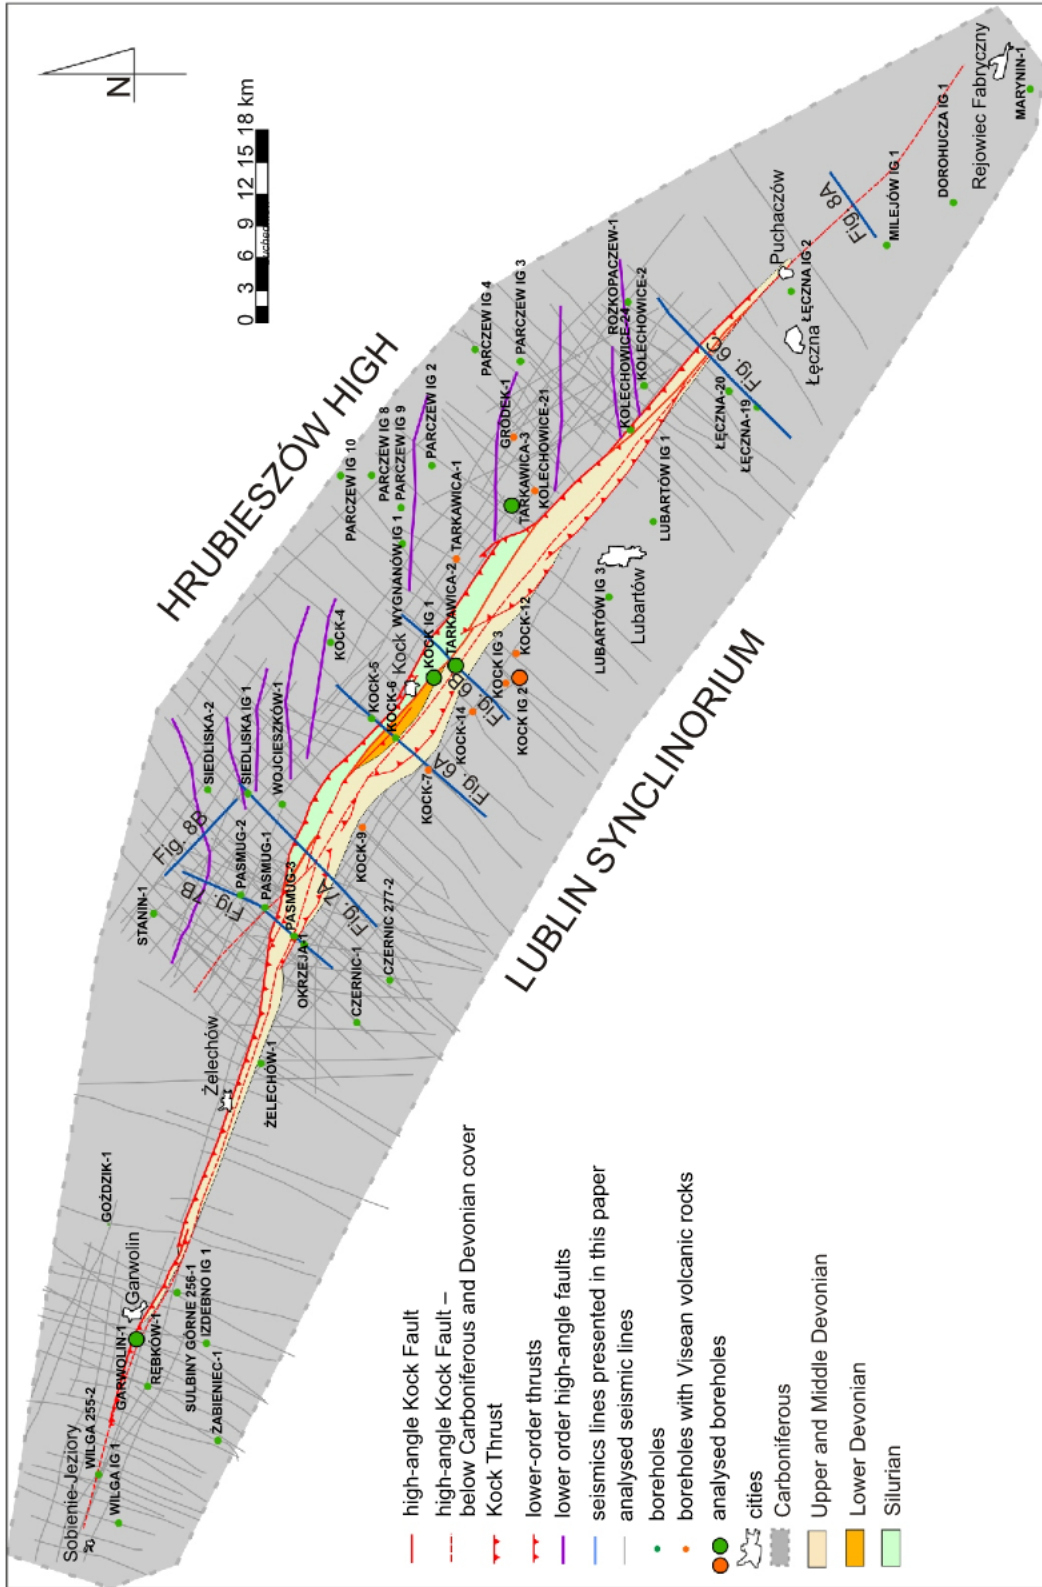 N
0 3 6 9 12 15 18 km
HRUBIESZÓW HIGH
LUBLIN SYNCLINORIUM
Sobienie-Jeziory
WILGA 255-2
WILGA IG 1
GARWOLIN-1
Garwolin
RĘBKÓW-1
GOŹDZIK-1
SULBINY GÓRNE 256-1
IZDEBNO IG 1
ŻABIENIEC-1
Żelechów
ŻELECHÓW-1
STANIN-1
SIEDLISKA-2
SIEDLISKA IG 1
Fig. 8B
WOJCIESZKÓW-1
PASMUG-2
PASMUG-1
Fig. 7B
PASMUG-3
OKRZEJA-1
Fig. 7A
CZERNIC-1
CZERNIC 277-2
KOCK-4
KOCK-5
KOCK-6
Kock
KOCK-9
KOCK-7
Fig. 6A
KOCK-14
KOCK IG 1
TARKAWICA-2
Fig. 6B
KOCK IG 3
KOCK IG 2
KOCK-12
WYGNANÓW IG 1
PARCZEW IG 10
PARCZEW IG 8
PARCZEW IG 9
PARCZEW IG 2
TARKAWICA-1
PARCZEW IG 4
PARCZEW IG 3
GRÓDEK-1
TARKAWICA-3
KOLECHOWICE-21
ROZKOPACZEW-1
KOLECHOWICE-24
KOLECHOWICE-2
LUBARTÓW IG 1
LUBARTÓW IG 3
Lubartów
Fig. 6C
ŁĘCZNA-20
ŁĘCZNA-19
Puchaczów
ŁĘCZNA IG 2
Łęczna
Fig. 8A
MILEJÓW IG 1
DOROHUCZA IG 1
Rejowiec Fabryczny
MARYNIN-1
high-angle Kock Fault
high-angle Kock Fault –
below Carboniferous and Devonian cover
Kock Thrust
lower-order thrusts
lower order high-angle faults
seismics lines presented in this paper
analysed seismic lines
boreholes
boreholes with Visean volcanic rocks
analysed boreholes
cities
Carboniferous
Upper and Middle Devonian
Lower Devonian
Silurian